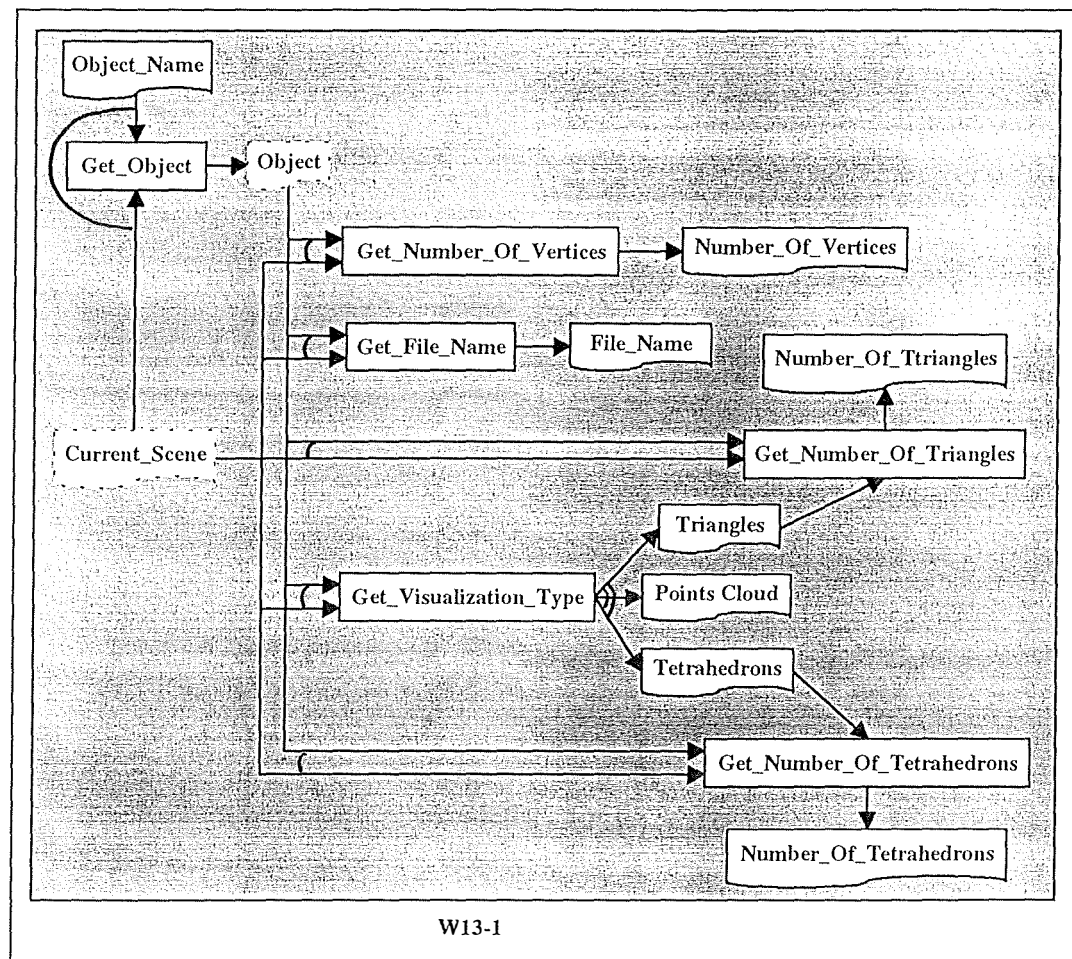 Object_Name
Get_Object
Object
Get_Number_Of_Vertices
Number_Of_Vertices
Get_File_Name
File_Name
Number_Of_Ttriangles
Current_Scene
Get_Number_Of_Triangles
Triangles
Get_Visualization_Type
Points Cloud
Tetrahedrons
Get_Number_Of_Tetrahedrons
Number_Of_Tetrahedrons
W13-1